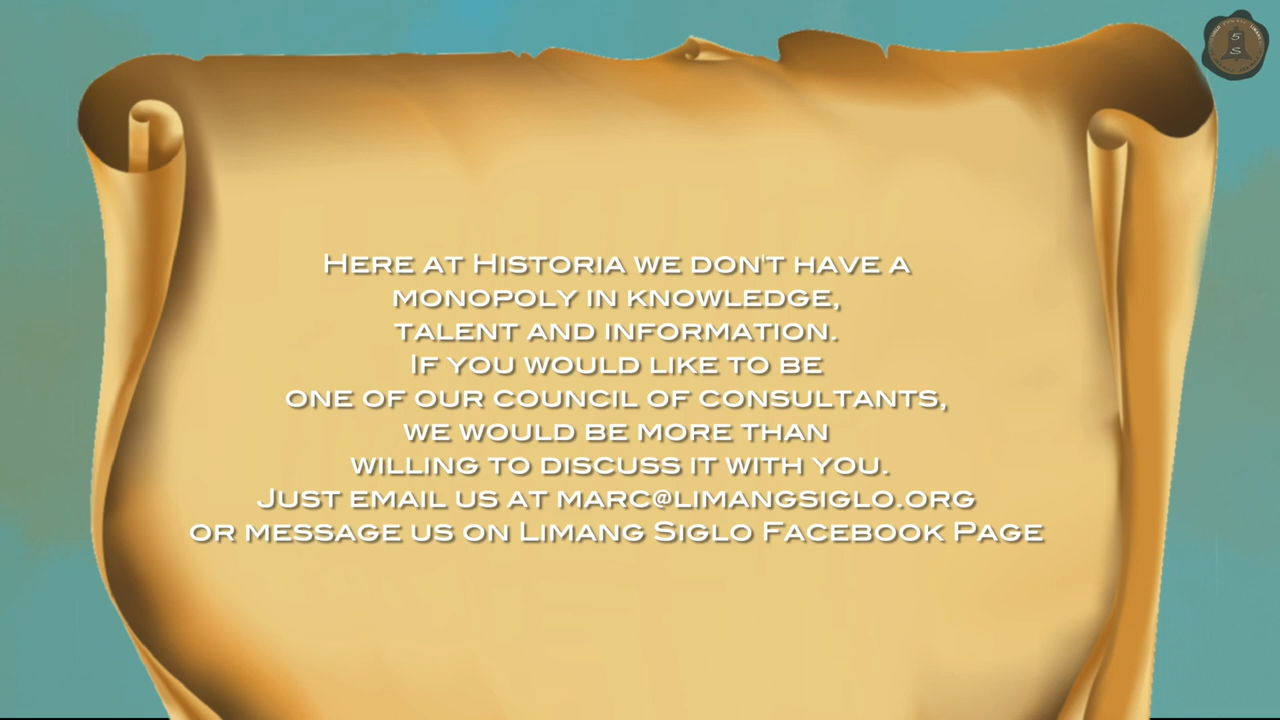 Here at Historia we don't have a
monopoly in knowledge,
talent and information.
If you would like to be
one of our council of consultants,
we would be more than
willing to discuss it with you.
Just email us at marc@limangsiglo.org
or message us on Limang Siglo Facebook Page
5
S